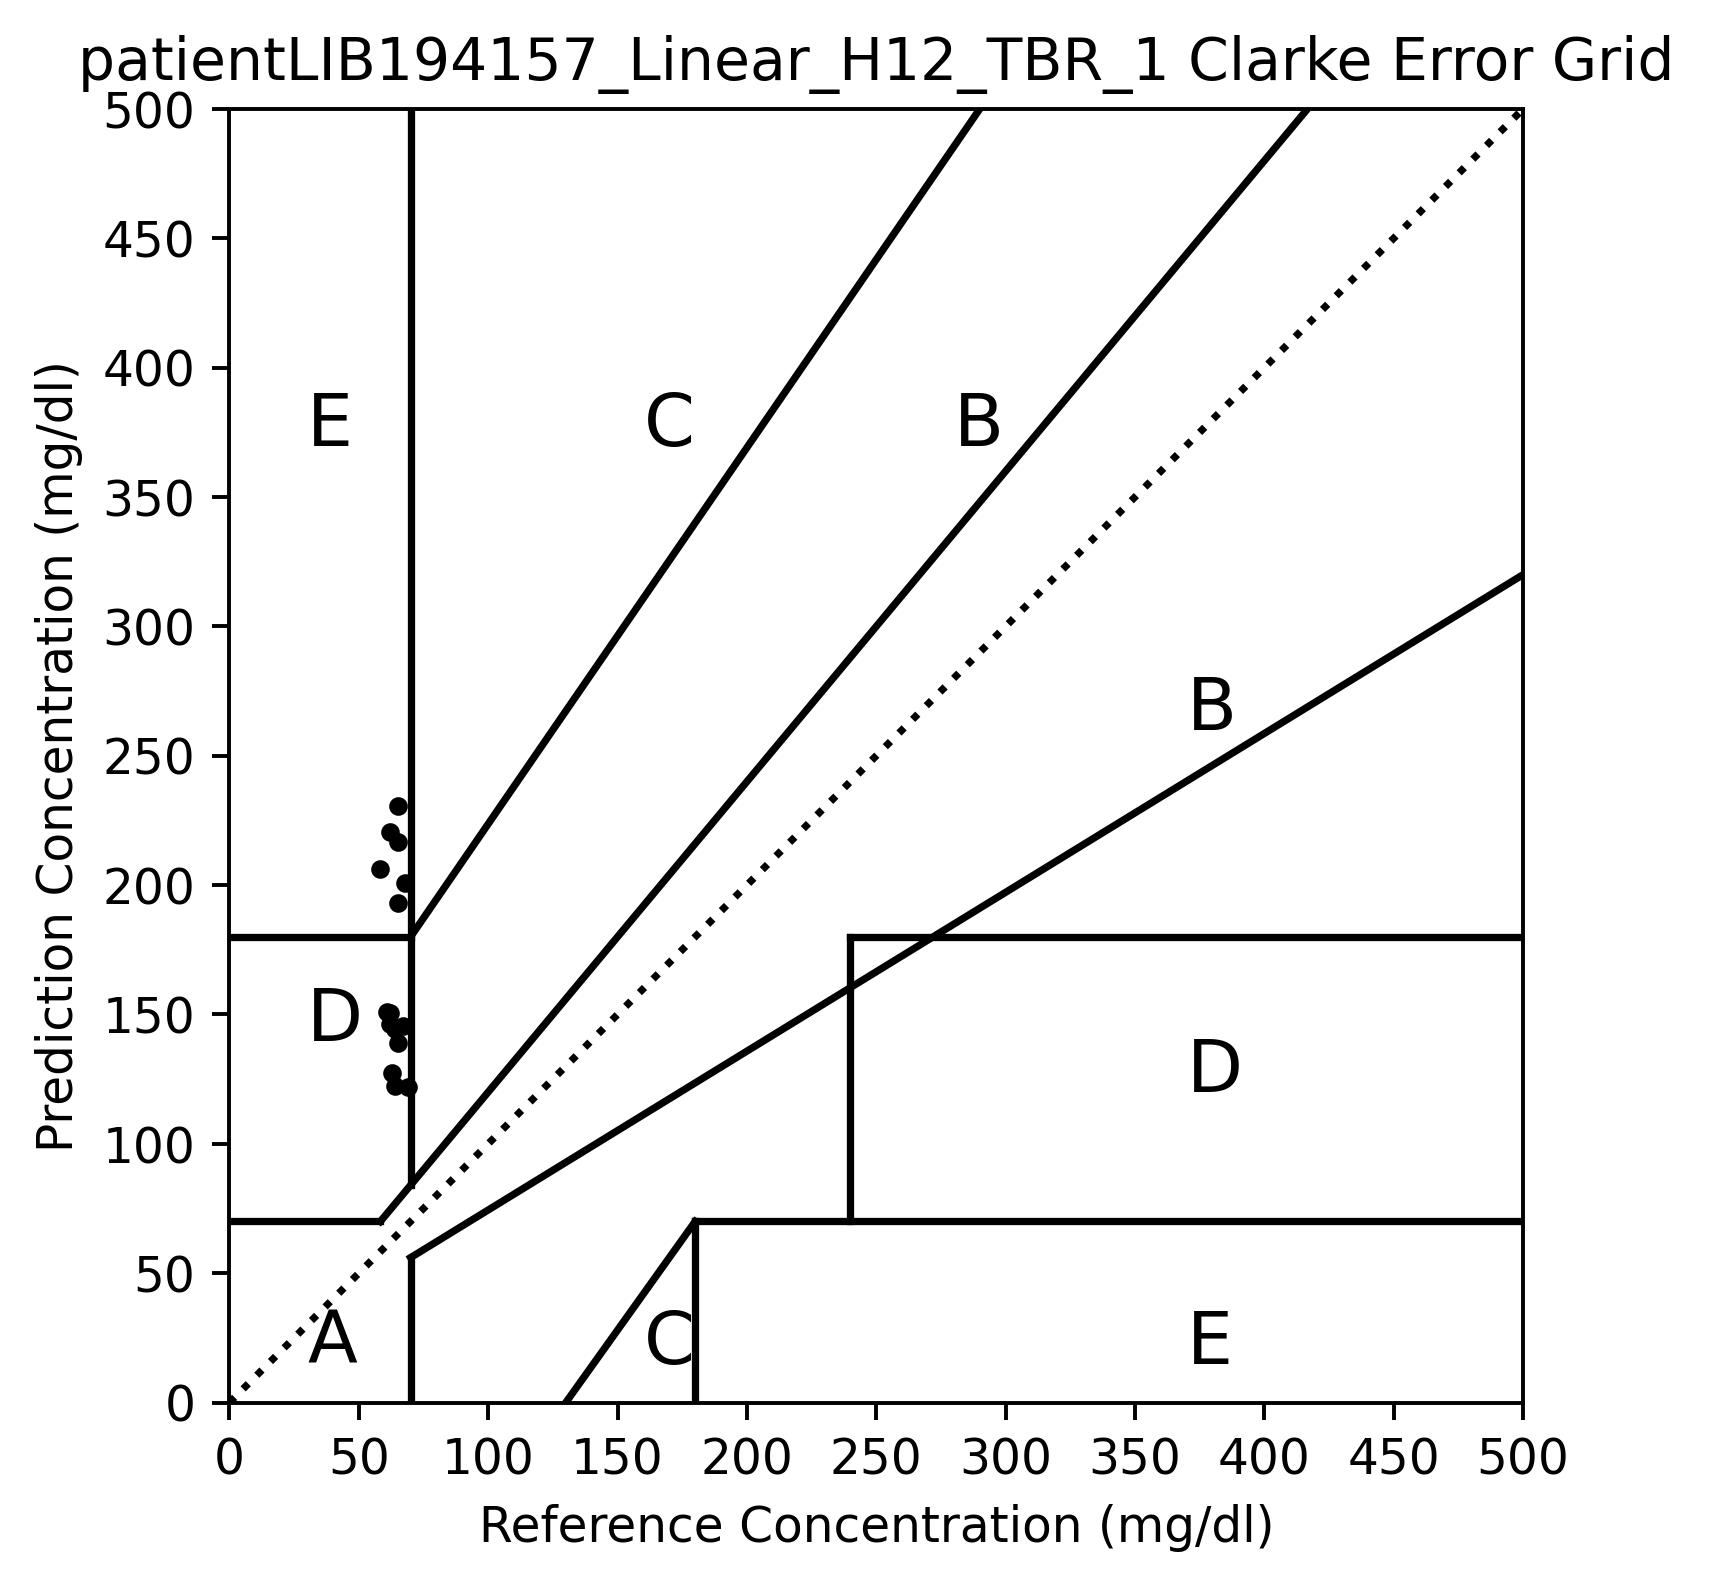 patientLIB194157_Linear_H12_TBR_1 Clarke Error Grid
500
450
400
350
300
250
200
150
100
50
0
Prediction Concentration (mg/dl)
E
C
B
B
D
D
A
C
E
0 50 100 150 200 250 300 350 400 450 500
Reference Concentration (mg/dl)